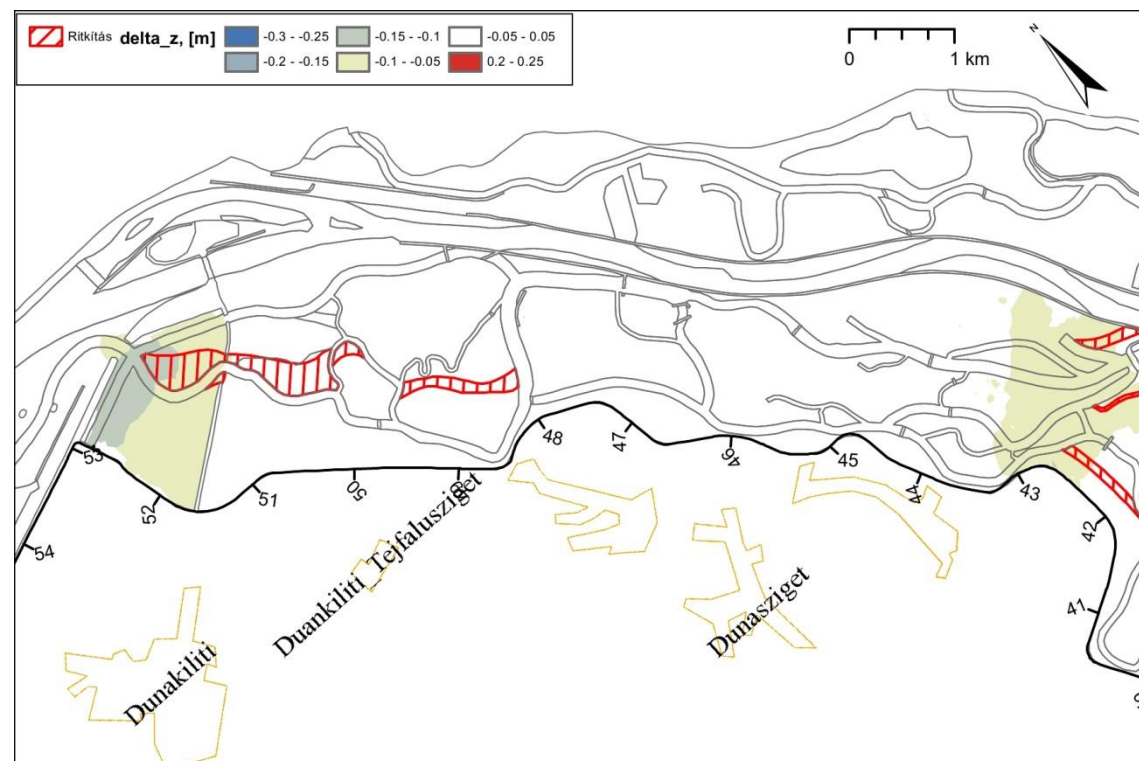 Ritkítás delta_z, [m] -0.3 - -0.25 -0.15 - -0.1 -0.05 - 0.05
-0.2 - -0.15 -0.1 - -0.05 0.2 - 0.25
0 1 km
N
54
53
52
51
50
48
47
46
45
44
43
42
41
Dunakiliti
Duankiliti_Tejfalusziget
Dunasziget